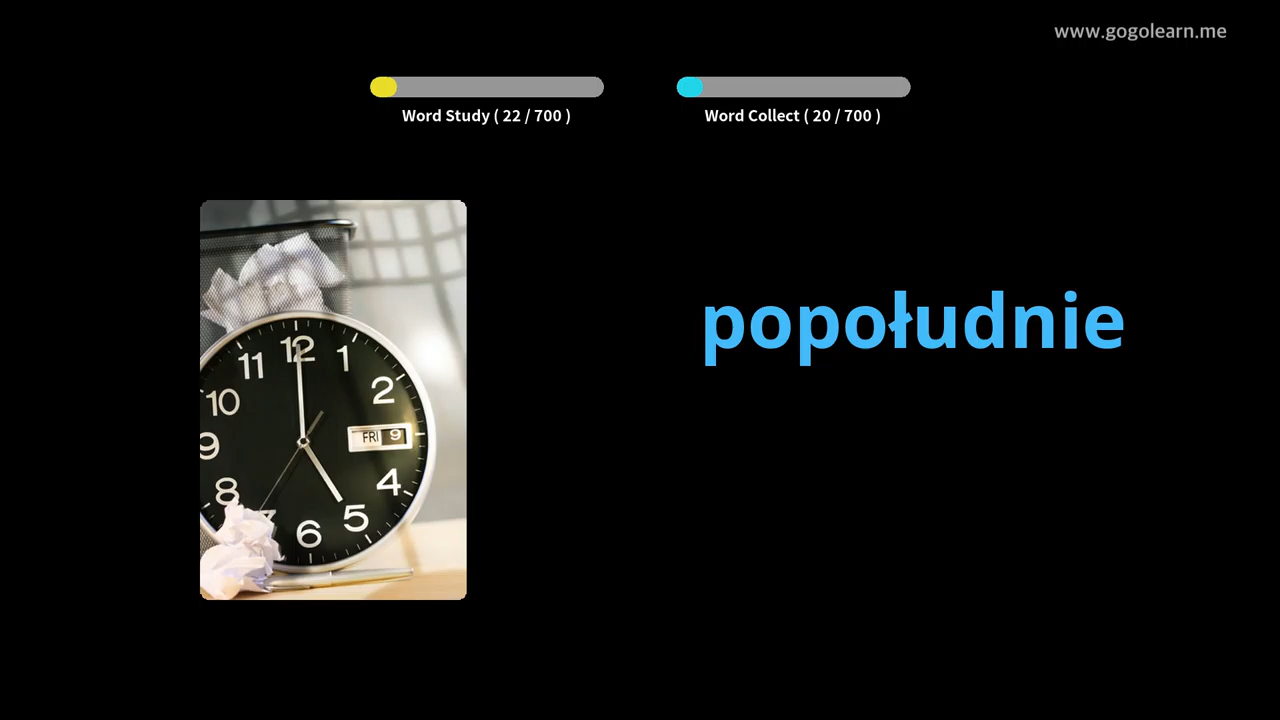 www.gogolearn.me
Word Study ( 22 / 700 )
Word Collect ( 20 / 700 )
popołudnie
12
11
1
10
2
FRI 9
9
8
4
7
5
6